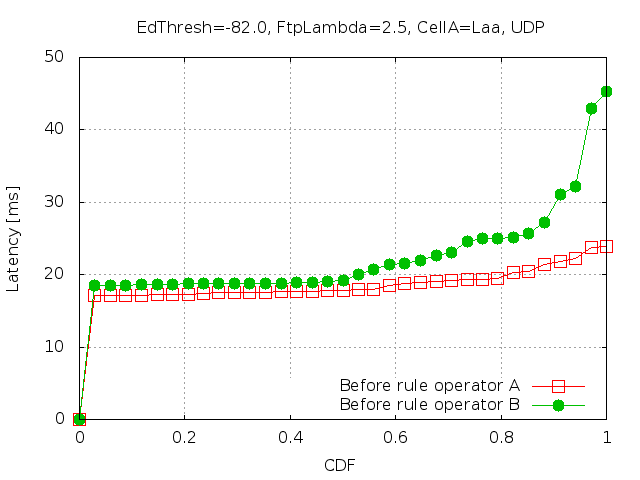 EdThresh=-82.0, FtpLambda=2.5, CellA=Laa, UDP
50
40
30
20
10
0
Latency [ms]
Before rule operator A
Before rule operator B
0
0.2
0.4
0.6
0.8
1
CDF